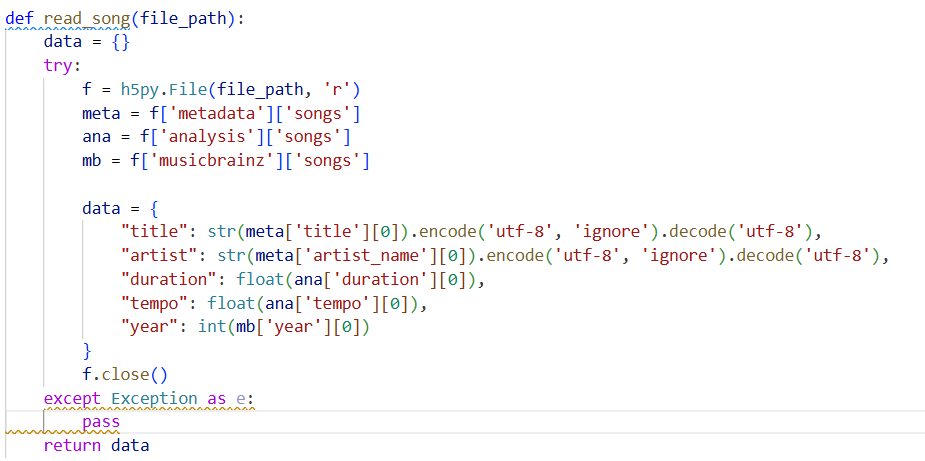 def read_song(file_path):
    data = {}
    try:
        f = h5py.File(file_path, 'r')
        meta = f['metadata']['songs']
        ana = f['analysis']['songs']
        mb = f['musicbrainz']['songs']

        data = {
            "title": str(meta['title'][0]).encode('utf-8', 'ignore').decode('utf-8'),
            "artist": str(meta['artist_name'][0]).encode('utf-8', 'ignore').decode('utf-8'),
            "duration": float(ana['duration'][0]),
            "tempo": float(ana['tempo'][0]),
            "year": int(mb['year'][0])
        }
        f.close()
    except Exception as e:
        pass
    return data